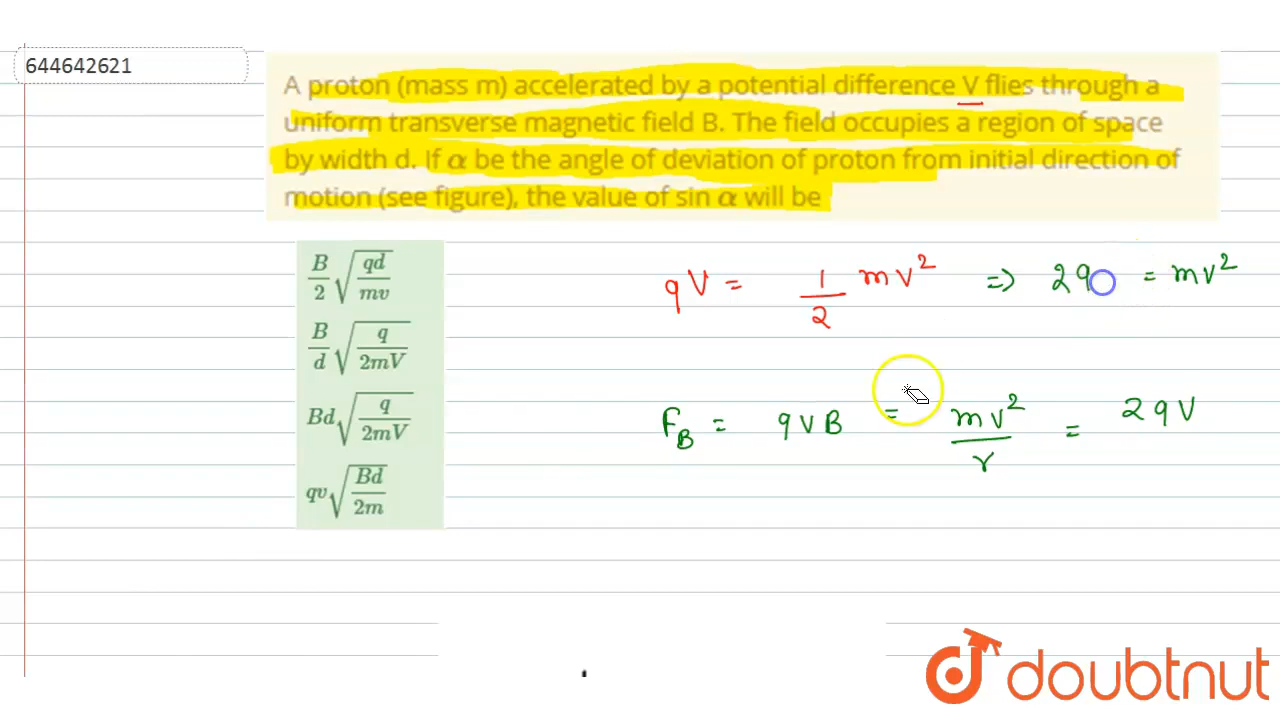 644642621
A proton (mass m) accelerated by a potential difference V flies through a
uniform transverse magnetic field B. The field occupies a region of space
by width d. If α be the angle of deviation of proton from initial direction of
motion (see figure), the value of sin α will be
B/2 √(qd/mv)
B/d √(q/2mV)
Bd √(q/2mV)
qv √(Bd/2m)
qV = 1/2 mv² ⇒ 2q = mv²
F_B = qvB = mv²/r = 2qV
doubtnut